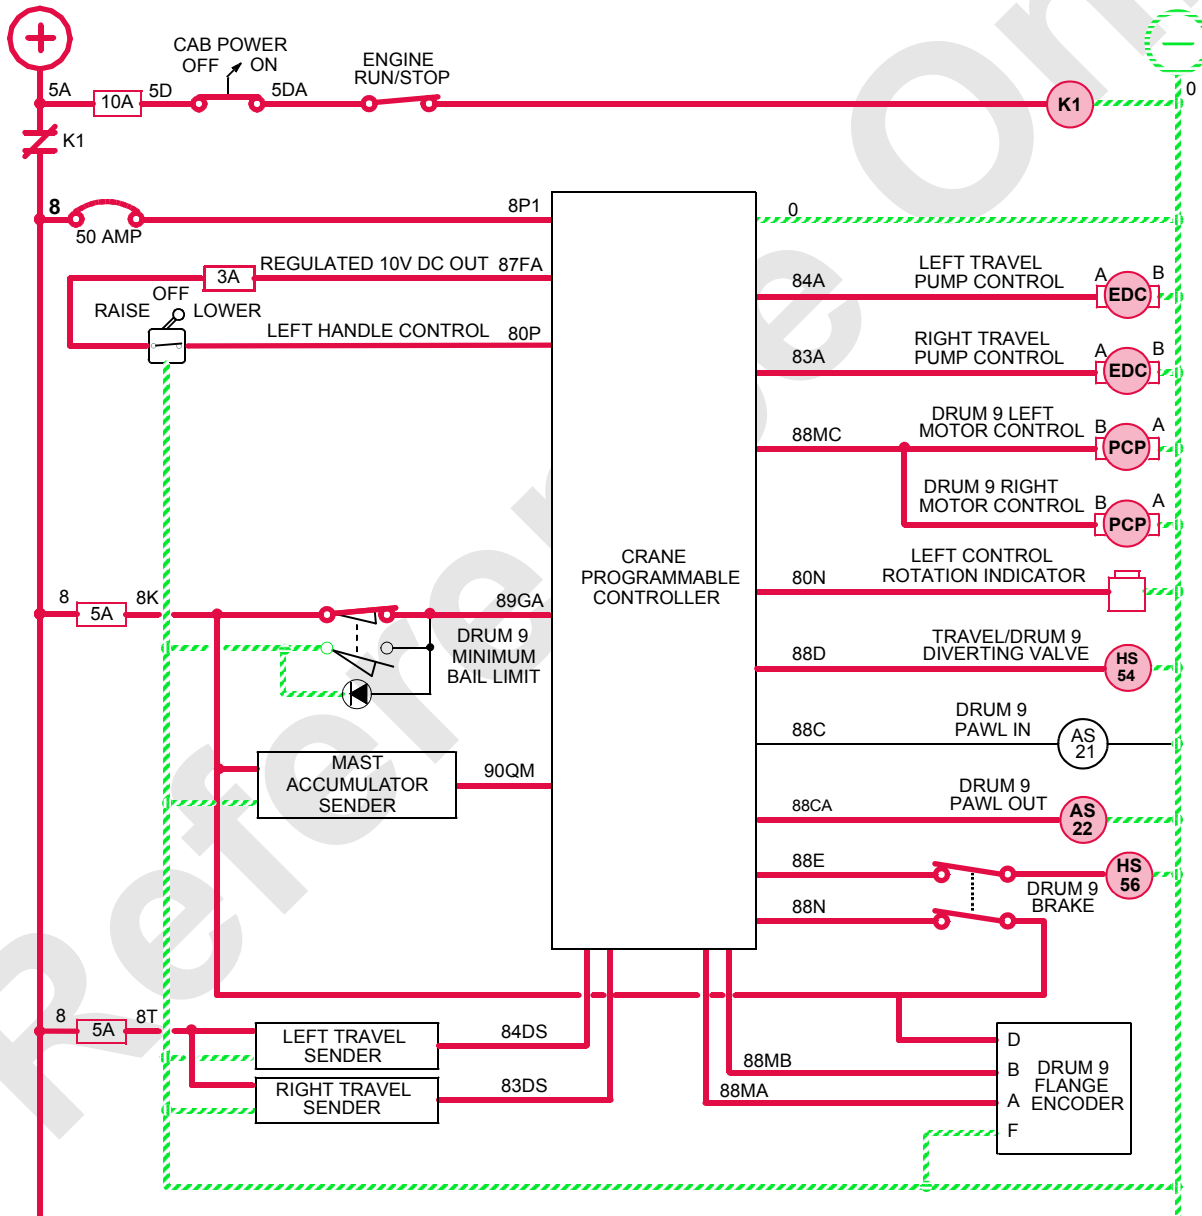 CAB POWER
OFF ON
ENGINE
RUN/STOP
5A
10A
5D
5DA
K1
0
K1
8
50 AMP
8P1
0
REGULATED 10V DC OUT
87FA
3A
OFF
RAISE
LOWER
LEFT HANDLE CONTROL
80P
84A
LEFT TRAVEL
PUMP CONTROL
A
EDC
B
83A
RIGHT TRAVEL
PUMP CONTROL
A
EDC
B
88MC
DRUM 9 LEFT
MOTOR CONTROL
B
PCP
A
DRUM 9 RIGHT
MOTOR CONTROL
B
PCP
A
CRANE
PROGRAMMABLE
CONTROLLER
80N
LEFT CONTROL
ROTATION INDICATOR
8
5A
8K
89GA
DRUM 9
MINIMUM
BAIL LIMIT
88D
TRAVEL/DRUM 9
DIVERTING VALVE
HS
54
88C
DRUM 9
PAWL IN
AS
21
MAST
ACCUMULATOR
SENDER
90QM
88CA
DRUM 9
PAWL OUT
AS
22
88E
HS
56
DRUM 9
BRAKE
88N
8
5A
8T
LEFT TRAVEL
SENDER
84DS
RIGHT TRAVEL
SENDER
83DS
88MB
88MA
D
B
A
F
DRUM 9
FLANGE
ENCODER
Reference On